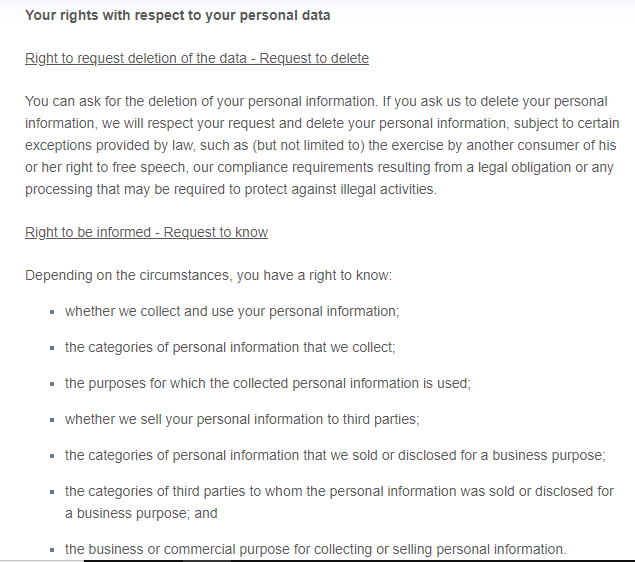 Your rights with respect to your personal data
Right to request deletion of the data - Request to delete
You can ask for the deletion of your personal information. If you ask us to delete your personal
information, we will respect your request and delete your personal information, subject to certain
exceptions provided by law, such as (but not limited to) the exercise by another consumer of his
or her right to free speech, our compliance requirements resulting from a legal obligation or any
processing that may be required to protect against illegal activities.
Right to be informed - Request to know
Depending on the circumstances, you have a right to know:
▪ whether we collect and use your personal information;
▪ the categories of personal information that we collect;
▪ the purposes for which the collected personal information is used;
▪ whether we sell your personal information to third parties;
▪ the categories of personal information that we sold or disclosed for a business purpose;
▪ the categories of third parties to whom the personal information was sold or disclosed for
a business purpose; and
▪ the business or commercial purpose for collecting or selling personal information.